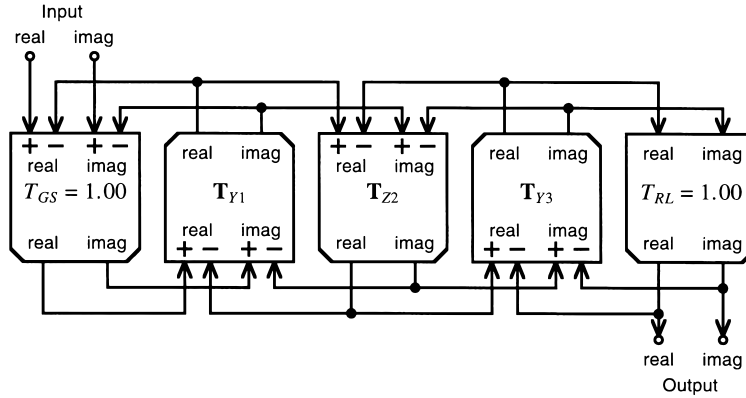 Input
real imag
+ − + −
real imag
T_GS = 1.00
real imag
real imag
T_Y1
real imag
+ − + −
+ − + −
real imag
T_Z2
real imag
real imag
T_Y3
real imag
+ − + −
real imag
T_RL = 1.00
real imag
real imag
Output